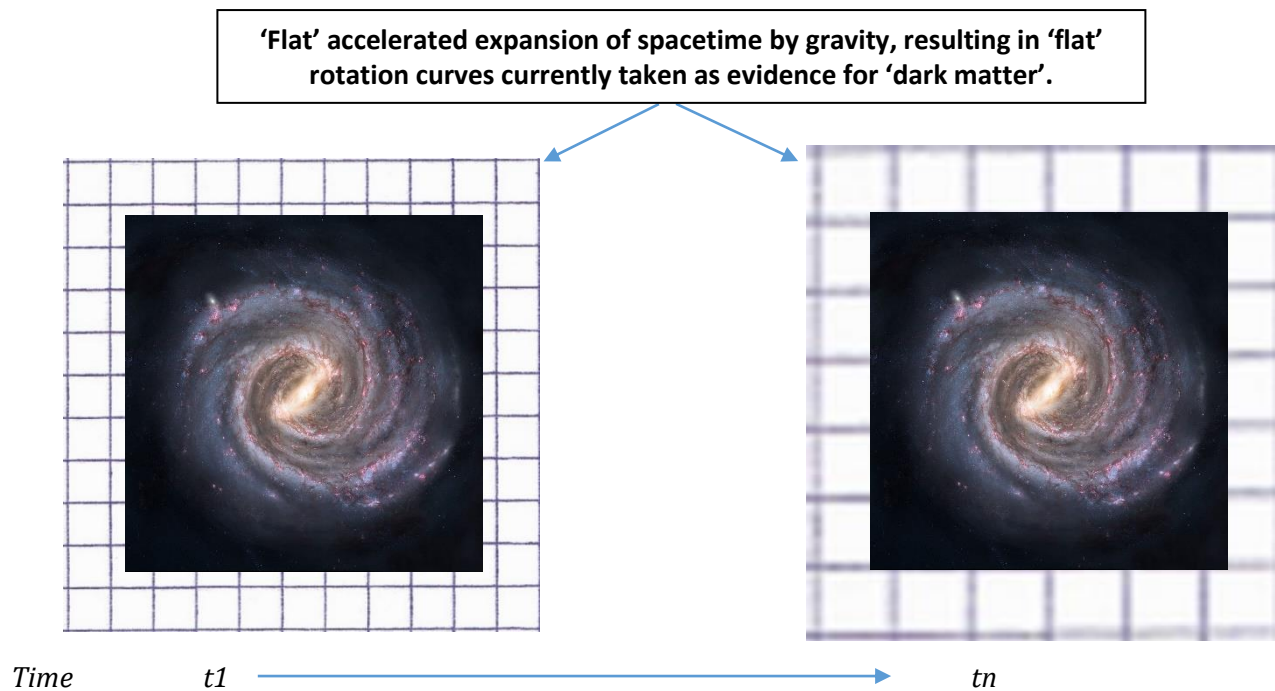 ‘Flat’ accelerated expansion of spacetime by gravity, resulting in ‘flat’
rotation curves currently taken as evidence for ‘dark matter’.
Time t1 tn